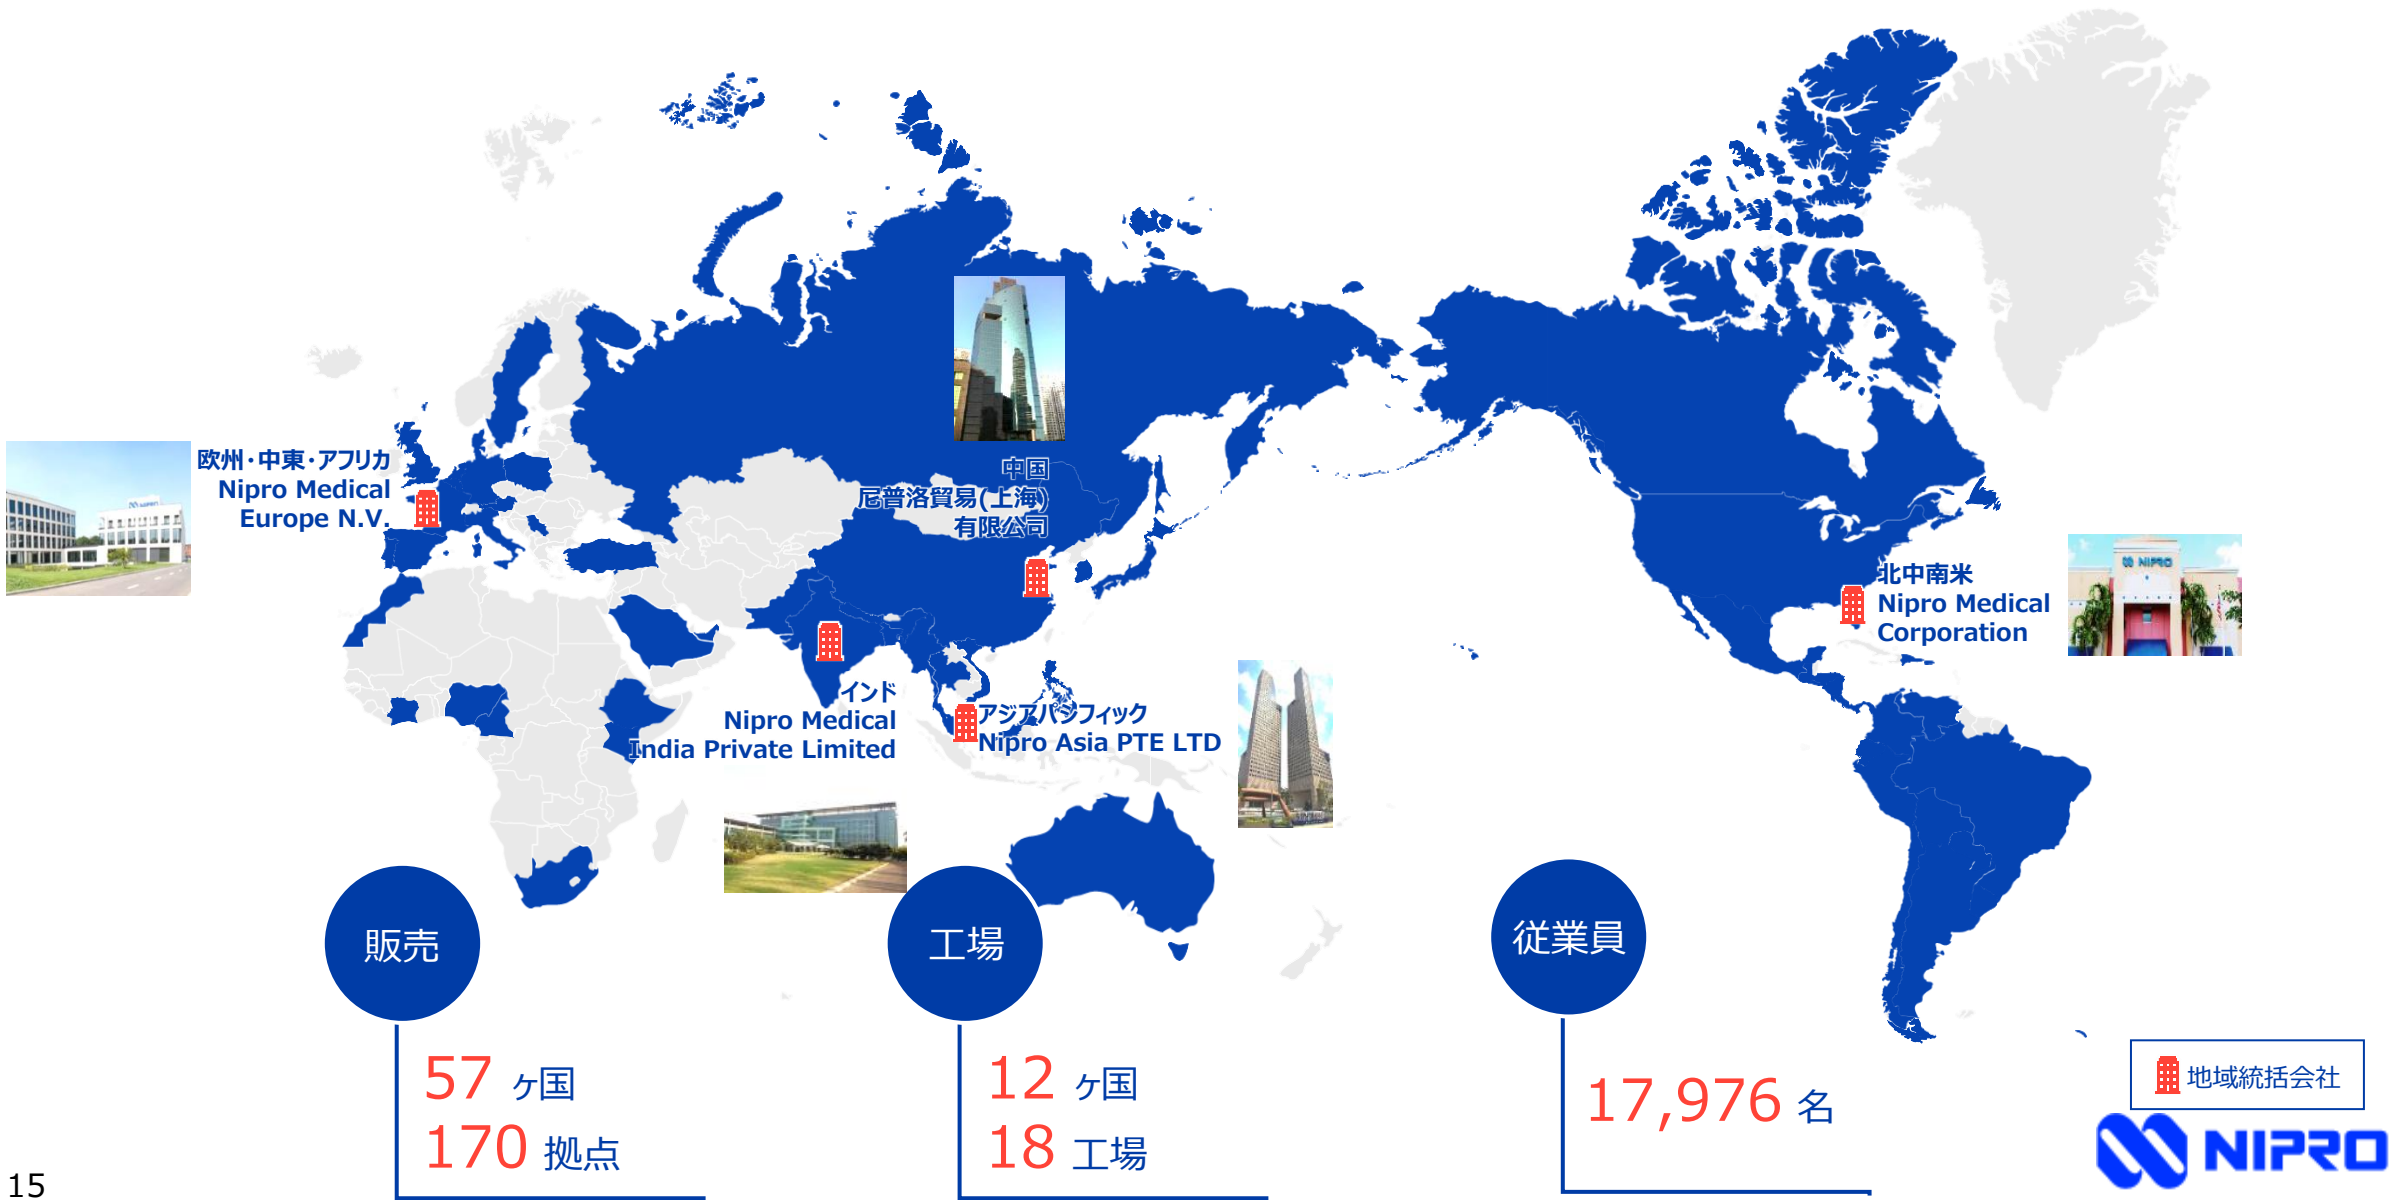 中国
尼普洛貿易(上海)
有限公司
欧州・中東・アフリカ
Nipro Medical
Europe N.V.
北中南米
Nipro Medical
Corporation
NIPRO
インド
Nipro Medical
India Private Limited
アジアパシフィック
Nipro Asia PTE LTD
販売
57 ヶ国
170 拠点
工場
12 ヶ国
18 工場
従業員
17,976 名
地域統括会社
NIPRO
15